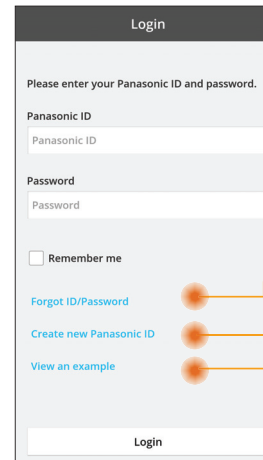 Login
Please enter your Panasonic ID and password.
Panasonic ID
Panasonic ID
Password
Password
Remember me
Forgot ID/Password
Create new Panasonic ID
View an example
Login